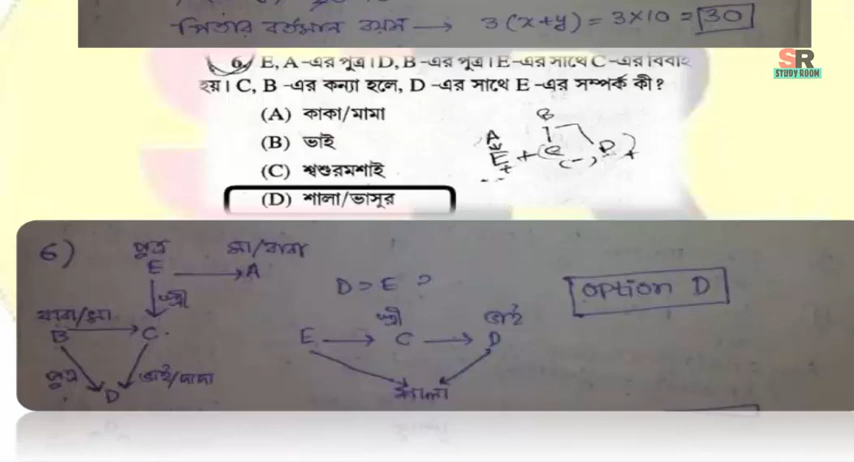 পিতার বর্তমান বয়স → 3(x+y) = 3×10 = 30
SR
STUDY ROOM
6. E, A-এর পুত্র। D, B-এর পুত্র। E-এর সাথে C-এর বিবাহ
হয়। C, B -এর কন্যা হলে, D -এর সাথে E -এর সম্পর্ক কী?
(A) কাকা/মামা
(B) ভাই
(C) শ্বশুরমশাই
(D) শালা/ভাসুর
B
A
E + C D
+ - +
6) পুত্র মা/বাবা
E → A
স্ত্রী
বাবা/মা
B → C
পুত্র ভাই/দাদা
D
D > E ?
স্ত্রী ভাই
E → C → D
শালা
option D